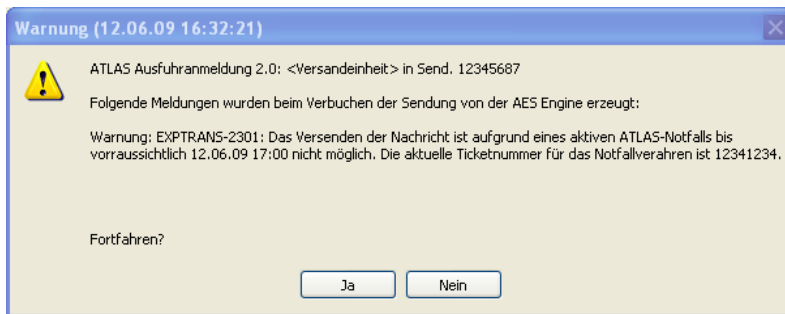 Warnung (12.06.09 16:32:21)
ATLAS Ausfuhranmeldung 2.0: <Versandeinheit> in Send. 12345687
Folgende Meldungen wurden beim Verbuchen der Sendung von der AES Engine erzeugt:
Warnung: EXPTRANS-2301: Das Versenden der Nachricht ist aufgrund eines aktiven ATLAS-Notfalls bis
vorraussichtlich 12.06.09 17:00 nicht möglich. Die aktuelle Ticketnummer für das Notfallverahren ist 12341234.
Fortfahren?
Ja
Nein